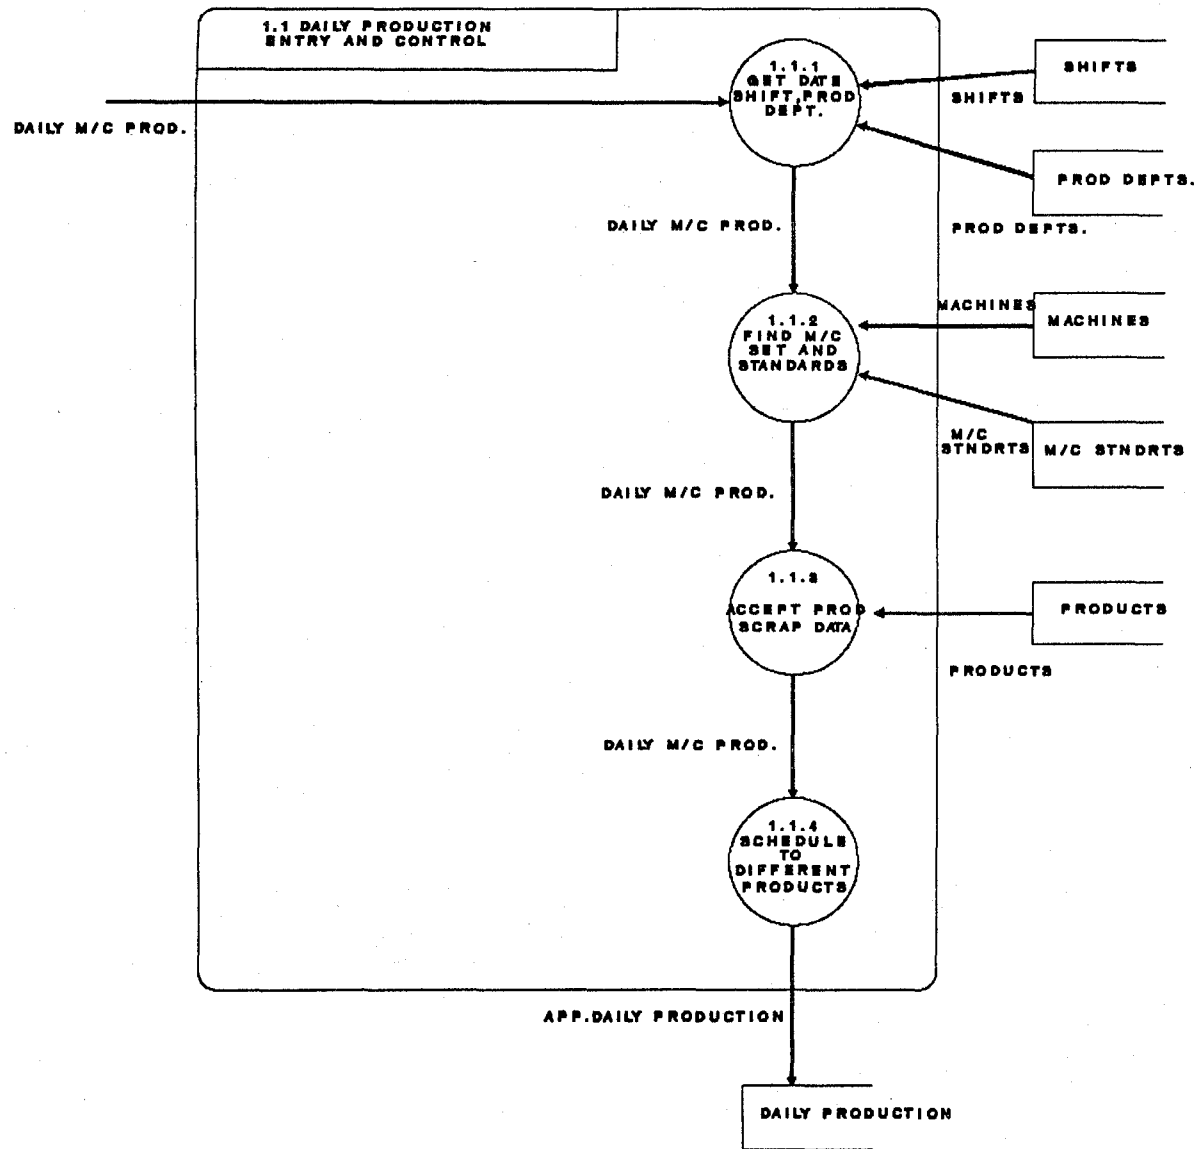 1.1 DAILY PRODUCTION
ENTRY AND CONTROL
1.1.1
GET DATE
SHIFT,PROD
DEPT.
SHIFTS
SHIFTS
DAILY M/C PROD.
PROD DEPTS.
DAILY M/C PROD.
PROD DEPTS.
1.1.2
FIND M/C
SET AND
STANDARDS
MACHINES
MACHINES
M/C
STNDRTS
M/C STNDRTS
DAILY M/C PROD.
1.1.3
ACCEPT PROD
SCRAP DATA
PRODUCTS
PRODUCTS
DAILY M/C PROD.
1.1.4
SCHEDULE
TO
DIFFERENT
PRODUCTS
APP.DAILY PRODUCTION
DAILY PRODUCTION